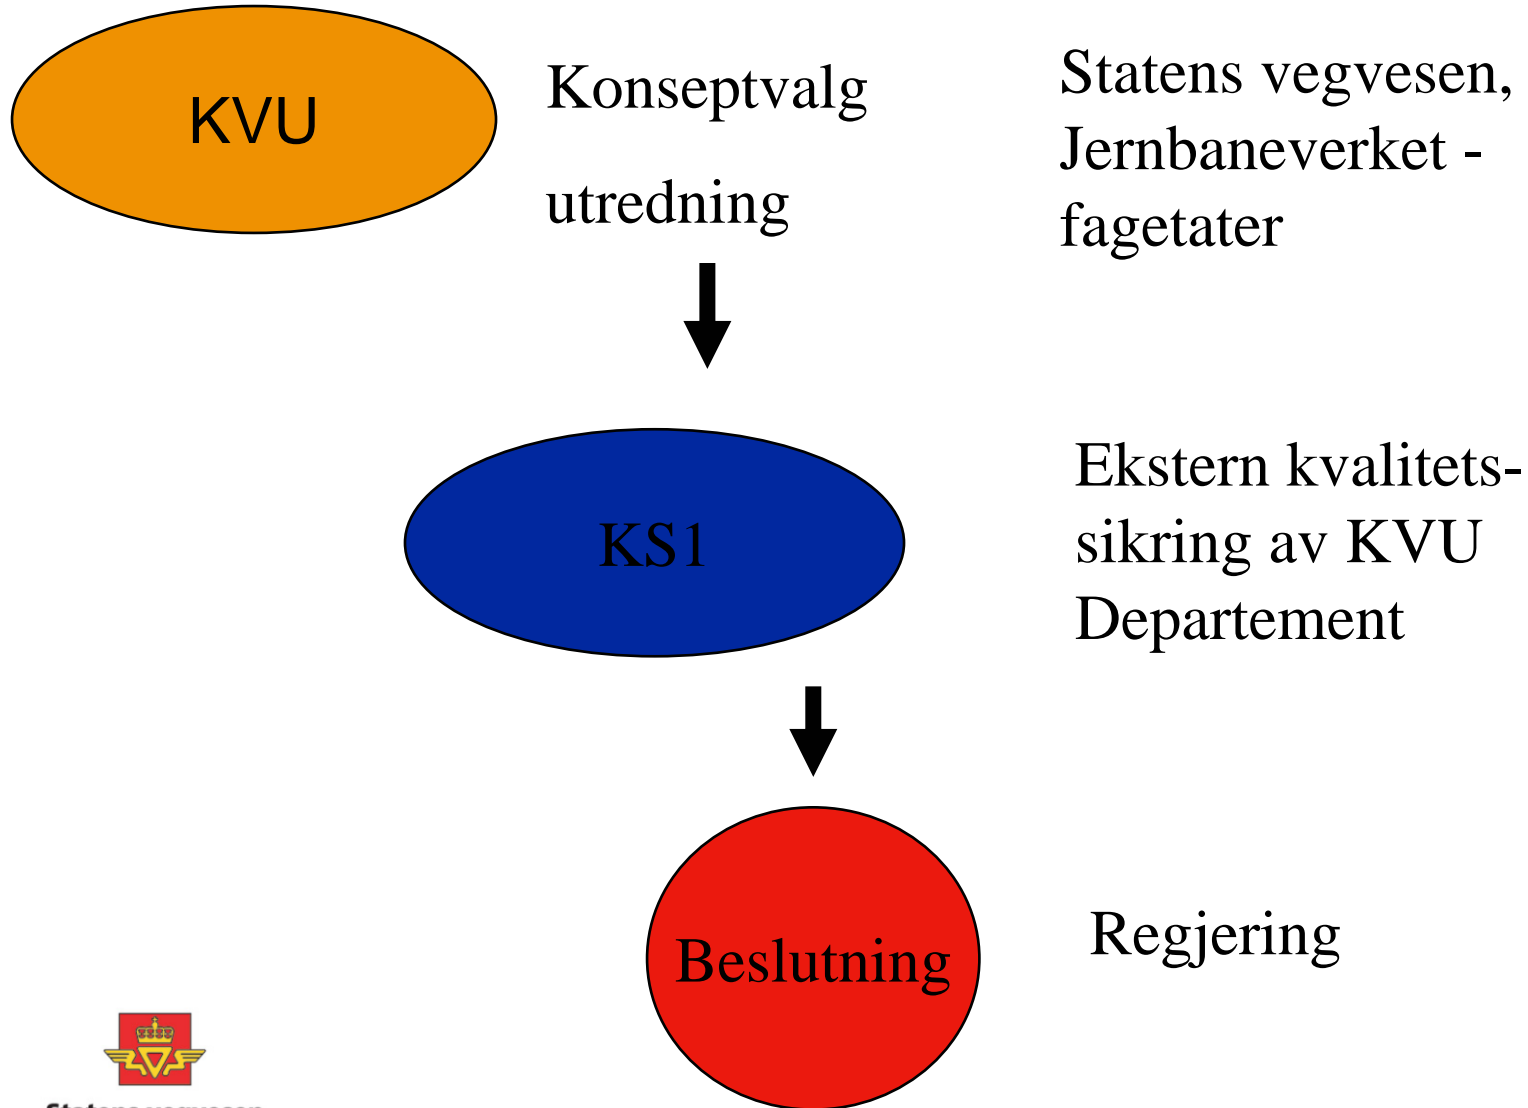 KVU
Konseptvalg
utredning
Statens vegvesen,
Jernbaneverket -
fagetater
KS1
Ekstern kvalitets-
sikring av KVU
Departement
Beslutning
Regjering